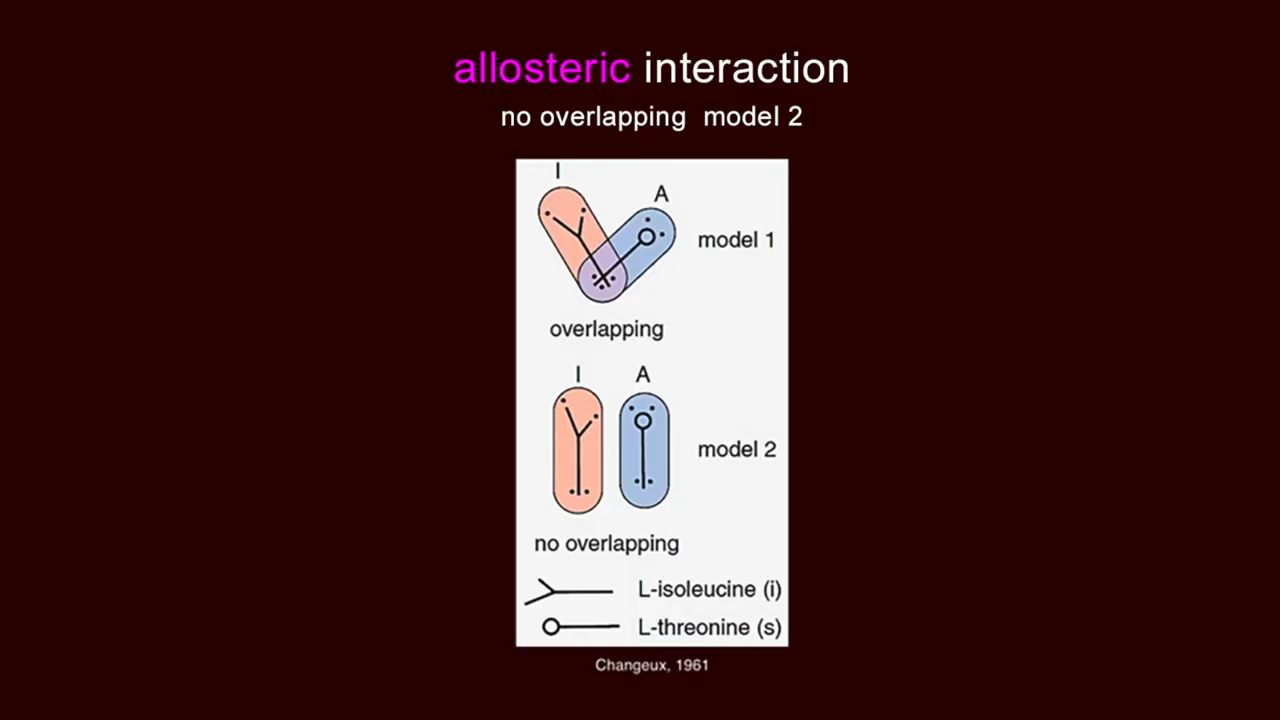 allosteric interaction
no overlapping model 2
I
A
model 1
overlapping
I
A
model 2
no overlapping
L-isoleucine (i)
L-threonine (s)
Changeux, 1961